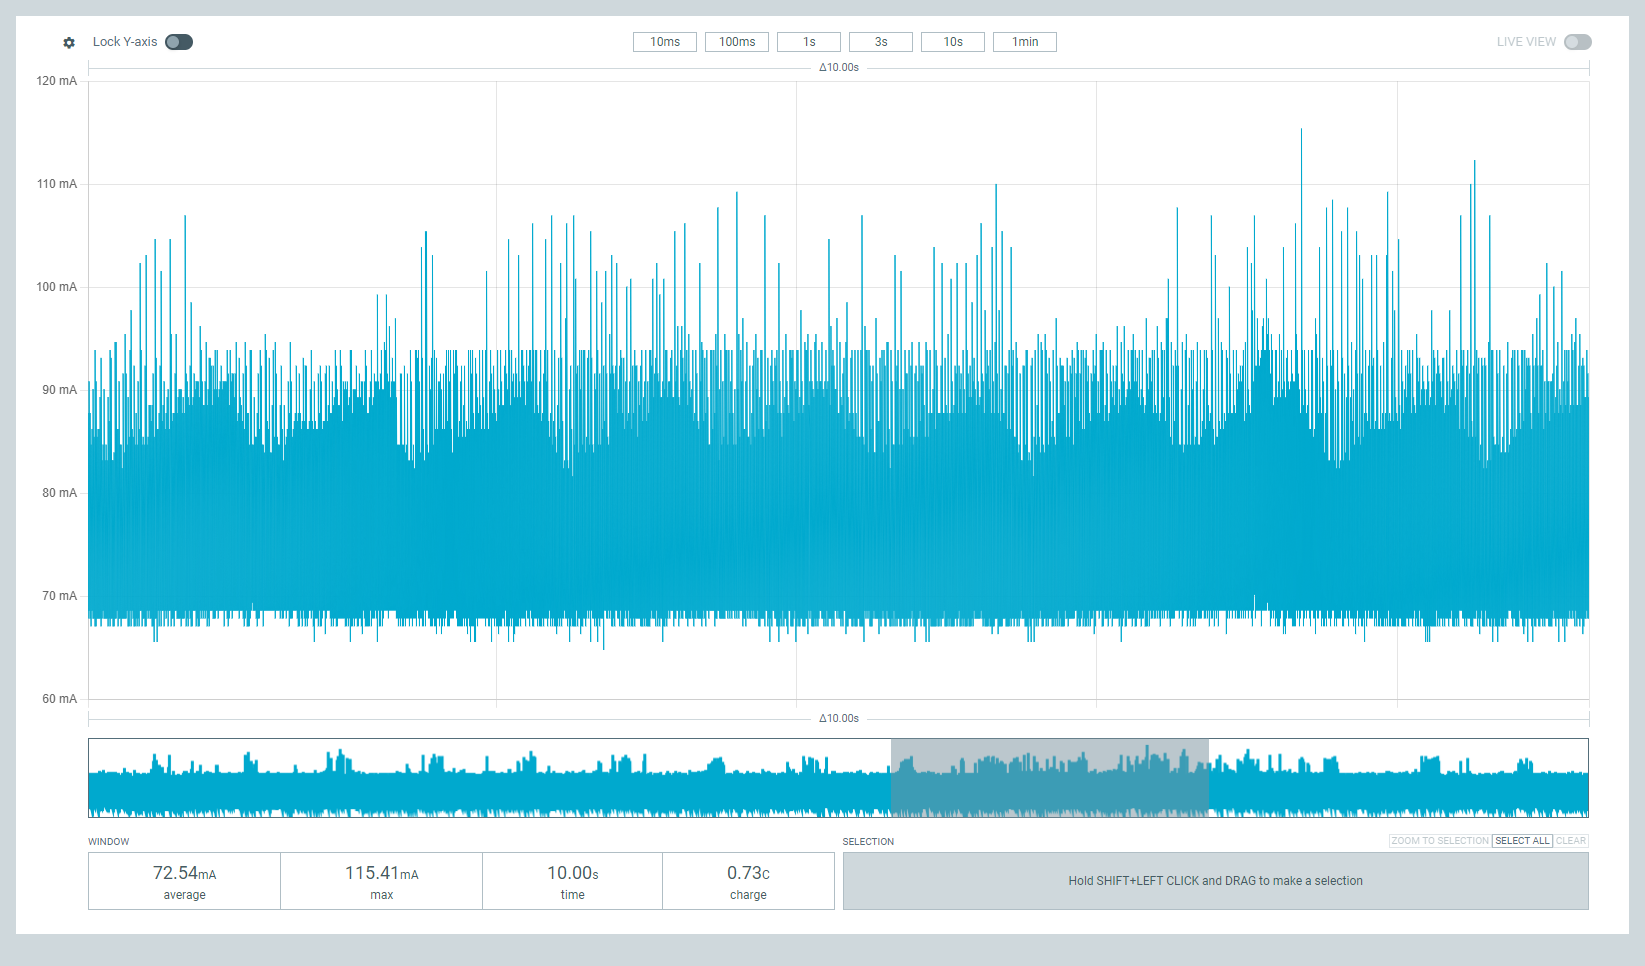 Lock Y-axis
10ms 100ms 1s 3s 10s 1min
LIVE VIEW
Δ10.00s
120 mA
110 mA
100 mA
90 mA
80 mA
70 mA
60 mA
Δ10.00s
WINDOW
72.54mA 115.41mA 10.00s 0.73C
average max time charge
SELECTION
ZOOM TO SELECTION SELECT ALL CLEAR
Hold SHIFT+LEFT CLICK and DRAG to make a selection